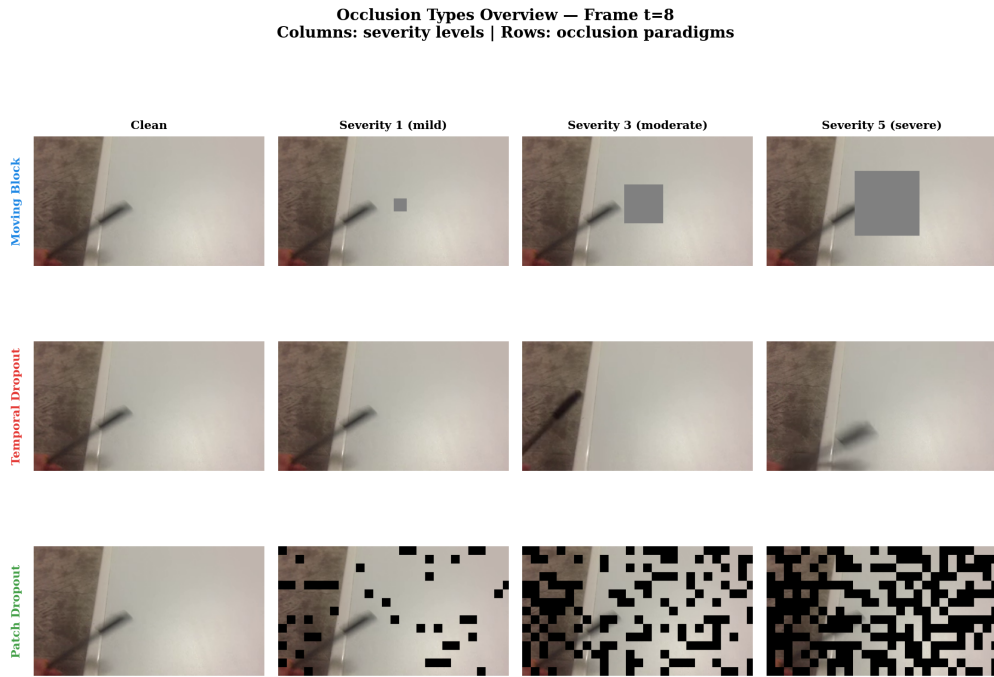 Occlusion Types Overview — Frame t=8
Columns: severity levels | Rows: occlusion paradigms
Clean
Severity 1 (mild)
Severity 3 (moderate)
Severity 5 (severe)
Moving Block
Temporal Dropout
Patch Dropout